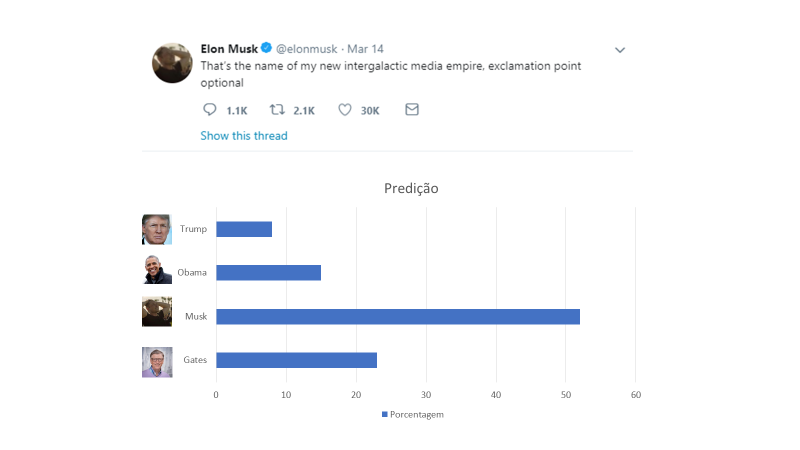 Elon Musk @elonmusk · Mar 14
That's the name of my new intergalactic media empire, exclamation point
optional
1.1K 2.1K 30K
Show this thread
Predição
Trump
Obama
Musk
Gates
0 10 20 30 40 50 60
Porcentagem